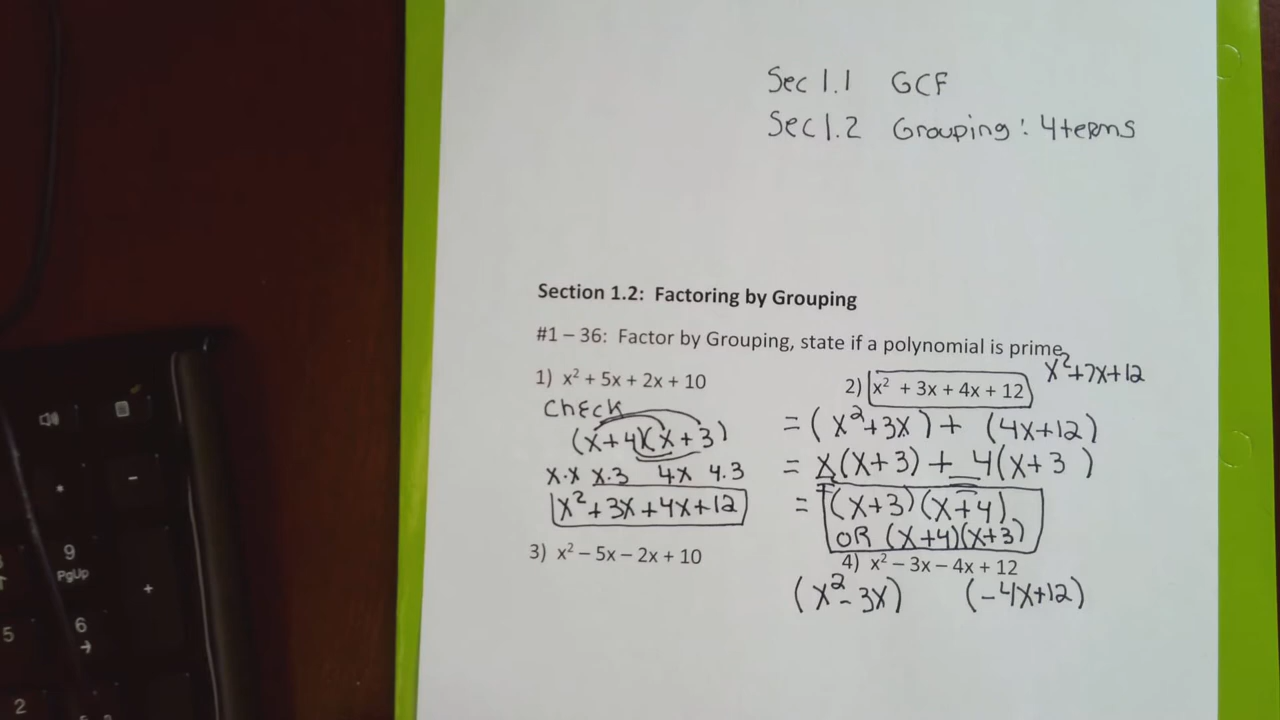 Sec 1.1 GCF
Sec 1.2 Grouping: 4 terms
Section 1.2: Factoring by Grouping
#1 – 36: Factor by Grouping, state if a polynomial is prime.
1) x² + 5x + 2x + 10
Check
(x+4)(x+3)
x·x x·3 4x 4·3
x²+3x+4x+12
3) x² – 5x – 2x + 10
2) x² + 3x + 4x + 12
x²+7x+12
= (x²+3x) + (4x+12)
= x(x+3) + 4(x+3)
= (x+3)(x+4)
OR (x+4)(x+3)
4) x² – 3x – 4x + 12
(x²-3x) (-4x+12)
9
PgUp
5
6
2
*
-
+